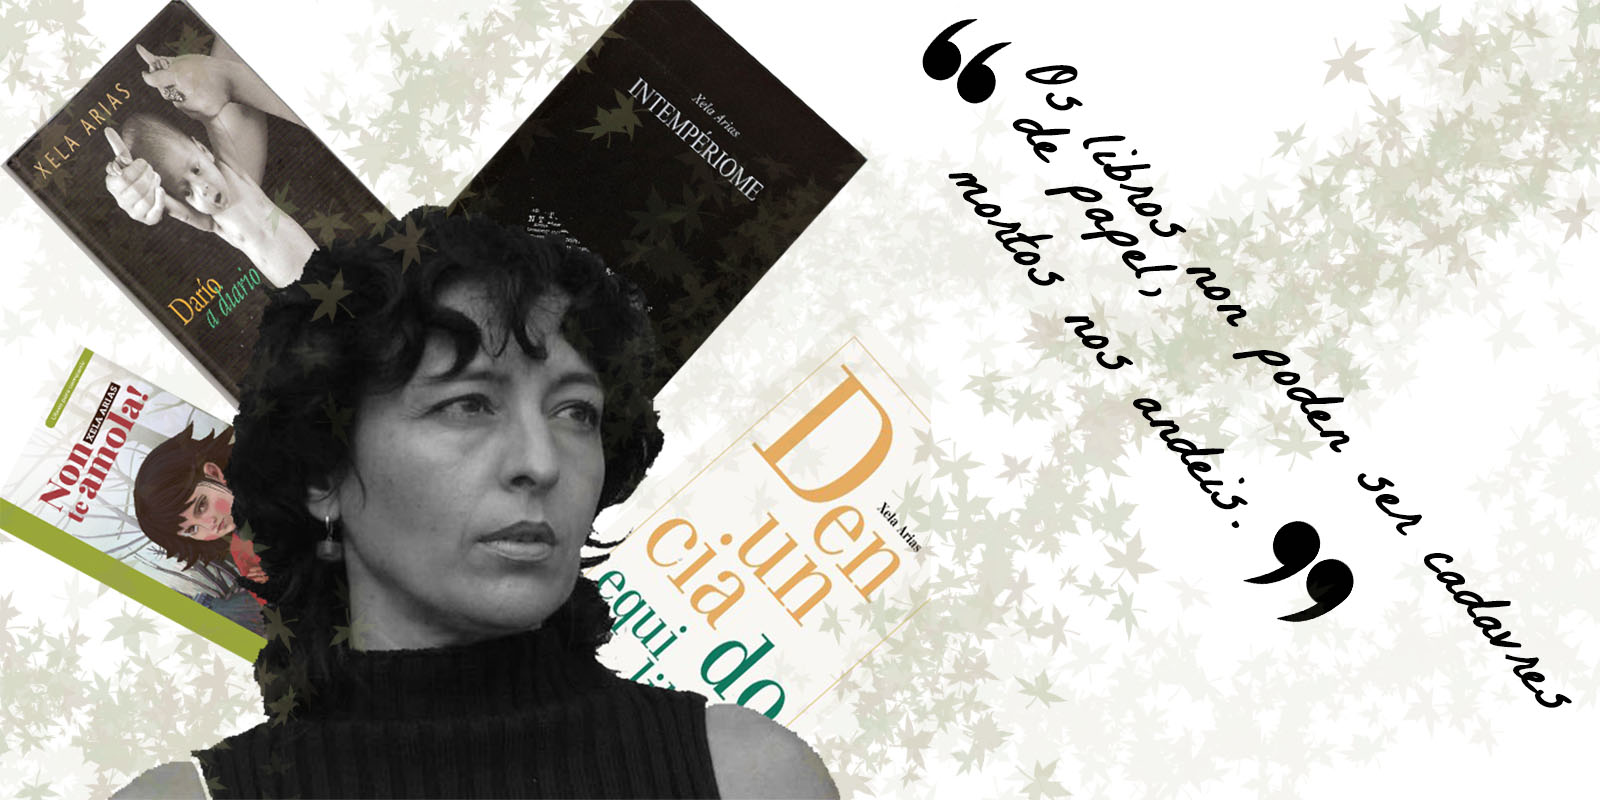 XELA ARIAS
Darío
a diario
Xela Arias
INTEMPÉRIOME
XELA ARIAS
Non
te amola!
Xela Arias
Den
un
cia
do
equi
“Os libros non poden ser cadavres
de papel,
mortos nos andeis.”